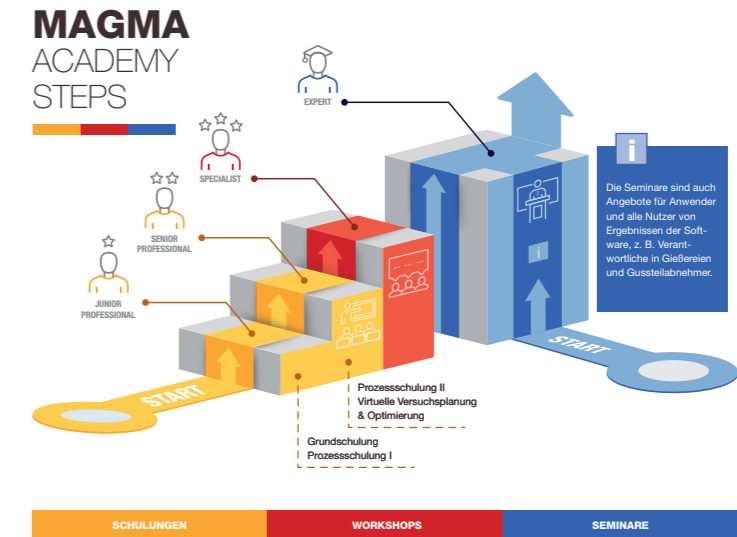 MAGMA
ACADEMY
STEPS
EXPERT
SPECIALIST
SENIOR
PROFESSIONAL
JUNIOR
PROFESSIONAL
i
Die Seminare sind auch
Angebote für Anwender
und alle Nutzer von
Ergebnissen der Soft-
ware, z. B. Verant-
wortliche in Gießereien
und Gussteilabnehmer.
i
START
START
Prozessschulung II
Virtuelle Versuchsplanung
& Optimierung
Grundschulung
Prozessschulung I
SCHULUNGEN
WORKSHOPS
SEMINARE